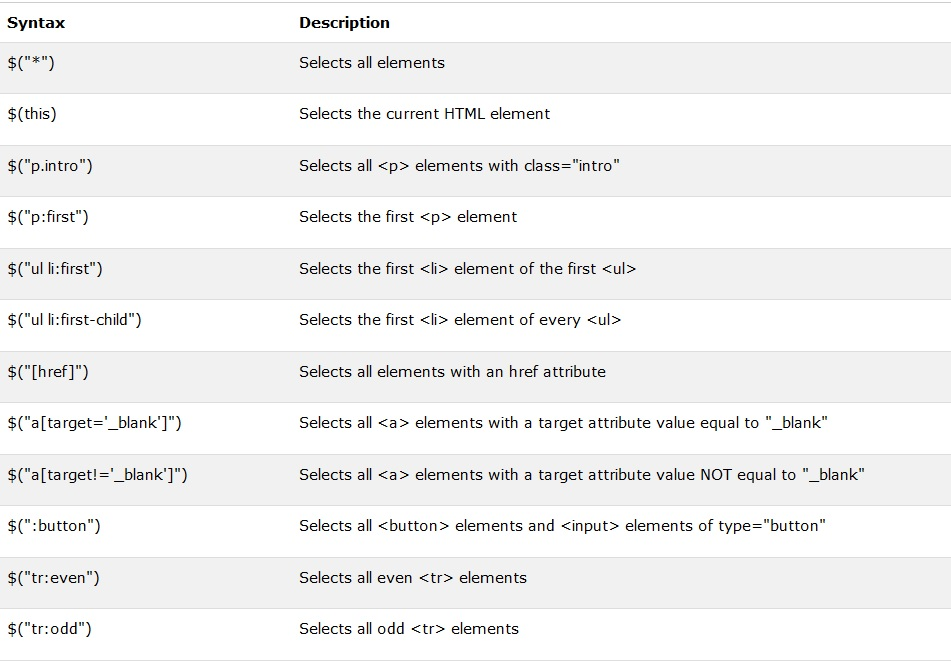 Syntax Description
$("*") Selects all elements
$(this) Selects the current HTML element
$("p.intro") Selects all <p> elements with class="intro"
$("p:first") Selects the first <p> element
$("ul li:first") Selects the first <li> element of the first <ul>
$("ul li:first-child") Selects the first <li> element of every <ul>
$("[href]") Selects all elements with an href attribute
$("a[target='_blank']") Selects all <a> elements with a target attribute value equal to "_blank"
$("a[target!='_blank']") Selects all <a> elements with a target attribute value NOT equal to "_blank"
$(":button") Selects all <button> elements and <input> elements of type="button"
$("tr:even") Selects all even <tr> elements
$("tr:odd") Selects all odd <tr> elements